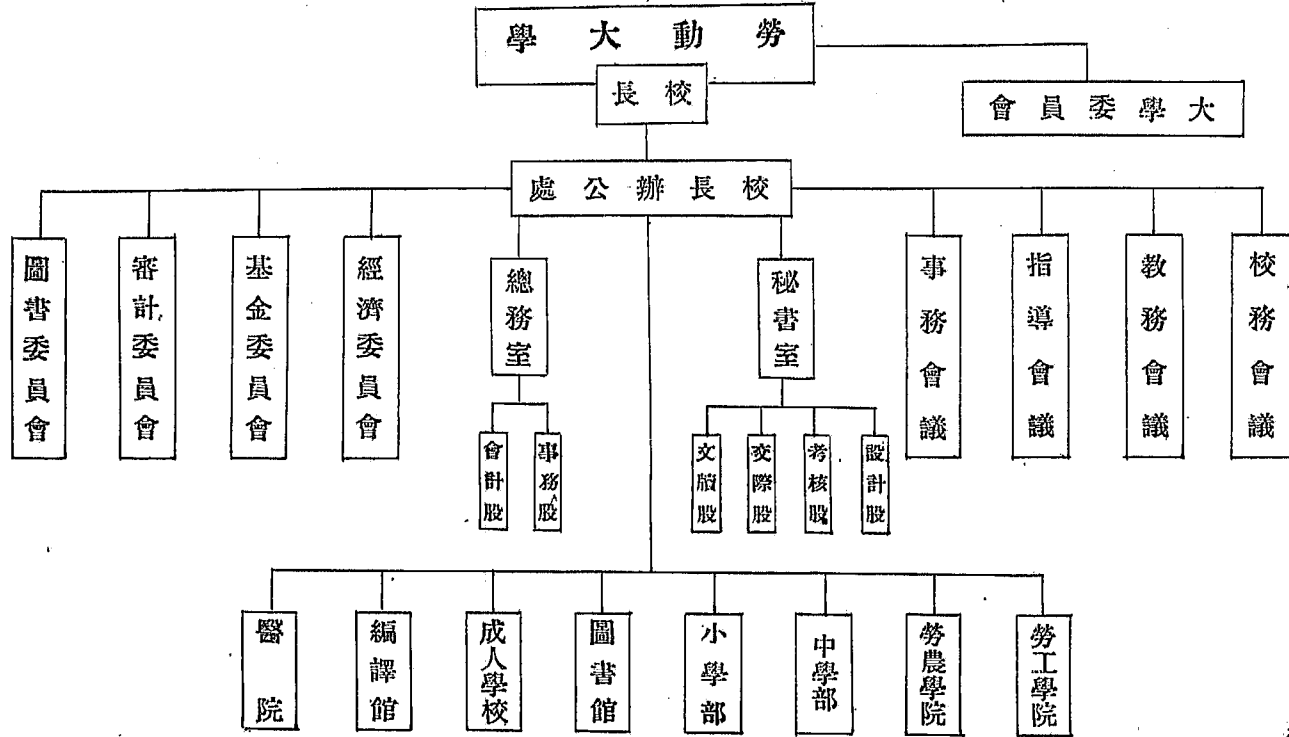 勞動大學
校長
大學委員會
校長辦公處
校務會議
教務會議
指導會議
事務會議
秘書室
總務室
經濟委員會
基金委員會
審計委員會
圖書委員會
設計股
考核股
交際股
文牘股
事務股
會計股
勞工學院
勞農學院
中學部
小學部
圖書館
成人學校
編譯館
醫院